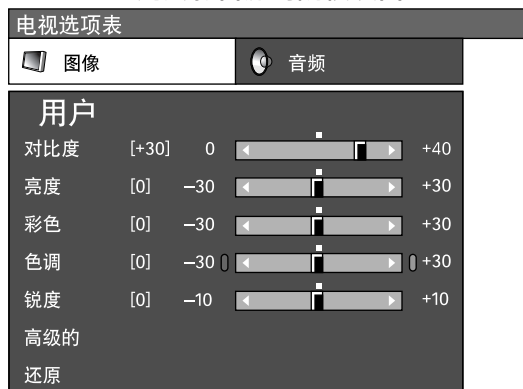 电视选项表
图像 音频
用户
对比度 [+30] 0 +40
亮度 [0] –30 +30
彩色 [0] –30 +30
色调 [0] –30 +30
锐度 [0] –10 +10
高级的
还原